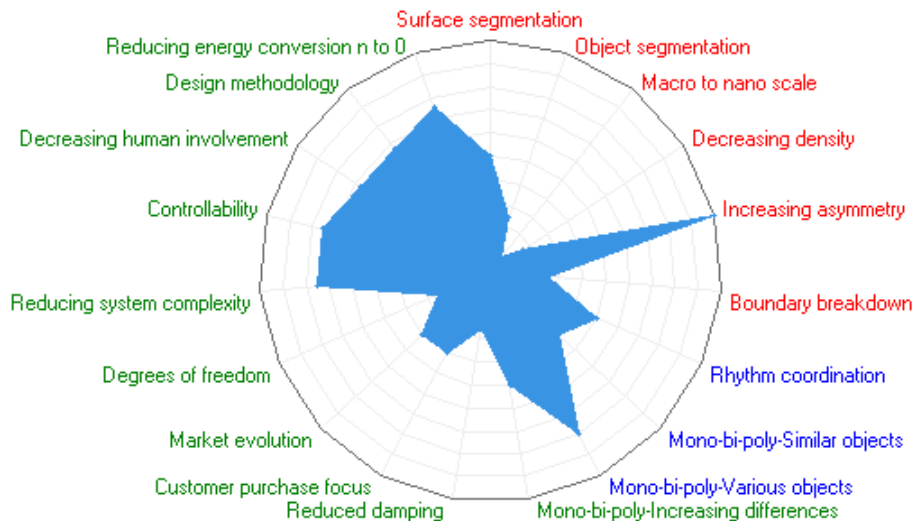 Surface segmentation
Reducing energy conversion n to 0
Object segmentation
Design methodology
Macro to nano scale
Decreasing human involvement
Decreasing density
Controllability
Increasing asymmetry
Reducing system complexity
Boundary breakdown
Degrees of freedom
Rhythm coordination
Market evolution
Mono-bi-poly-Similar objects
Customer purchase focus
Mono-bi-poly-Various objects
Reduced damping
Mono-bi-poly-Increasing differences